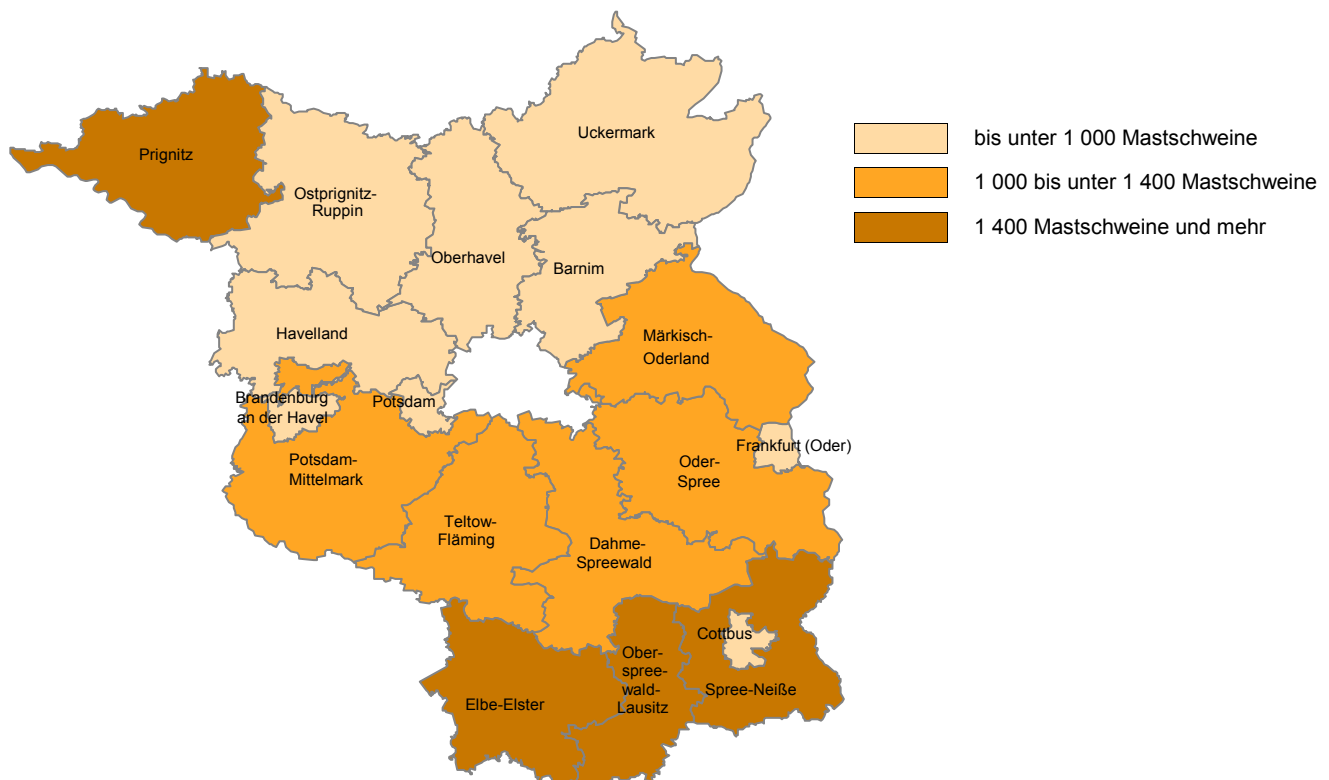 Uckermark
bis unter 1 000 Mastschweine
Prignitz
1 000 bis unter 1 400 Mastschweine
Ostprignitz-
Ruppin
1 400 Mastschweine und mehr
Oberhavel
Barnim
Havelland
Märkisch-
Oderland
Brandenburg
an der Havel
Potsdam
Frankfurt (Oder)
Potsdam-
Mittelmark
Oder-
Spree
Teltow-
Fläming
Dahme-
Spreewald
Cottbus
Ober-
spree-
wald-
Lausitz
Spree-Neiße
Elbe-Elster